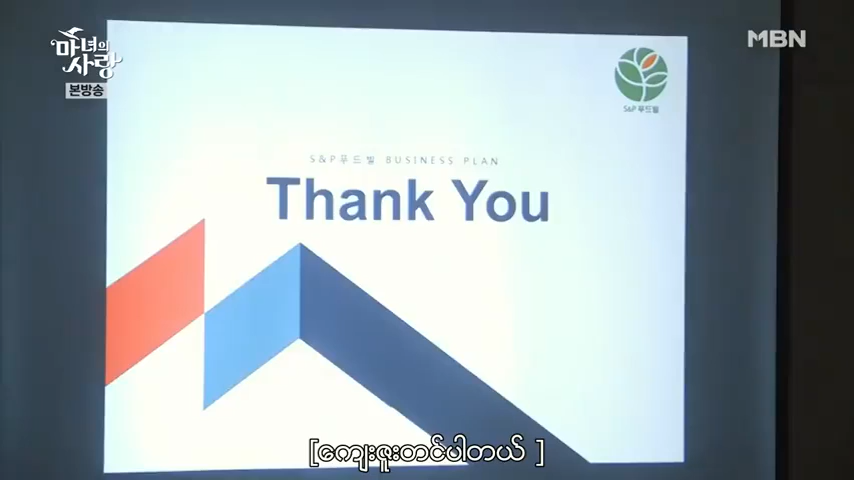 마녀의
사랑
본방송
MBN
S&P 푸드빌
S&P푸드빌 BUSINESS PLAN
Thank You
[ကျေးဇူးတင်ပါတယ် ]